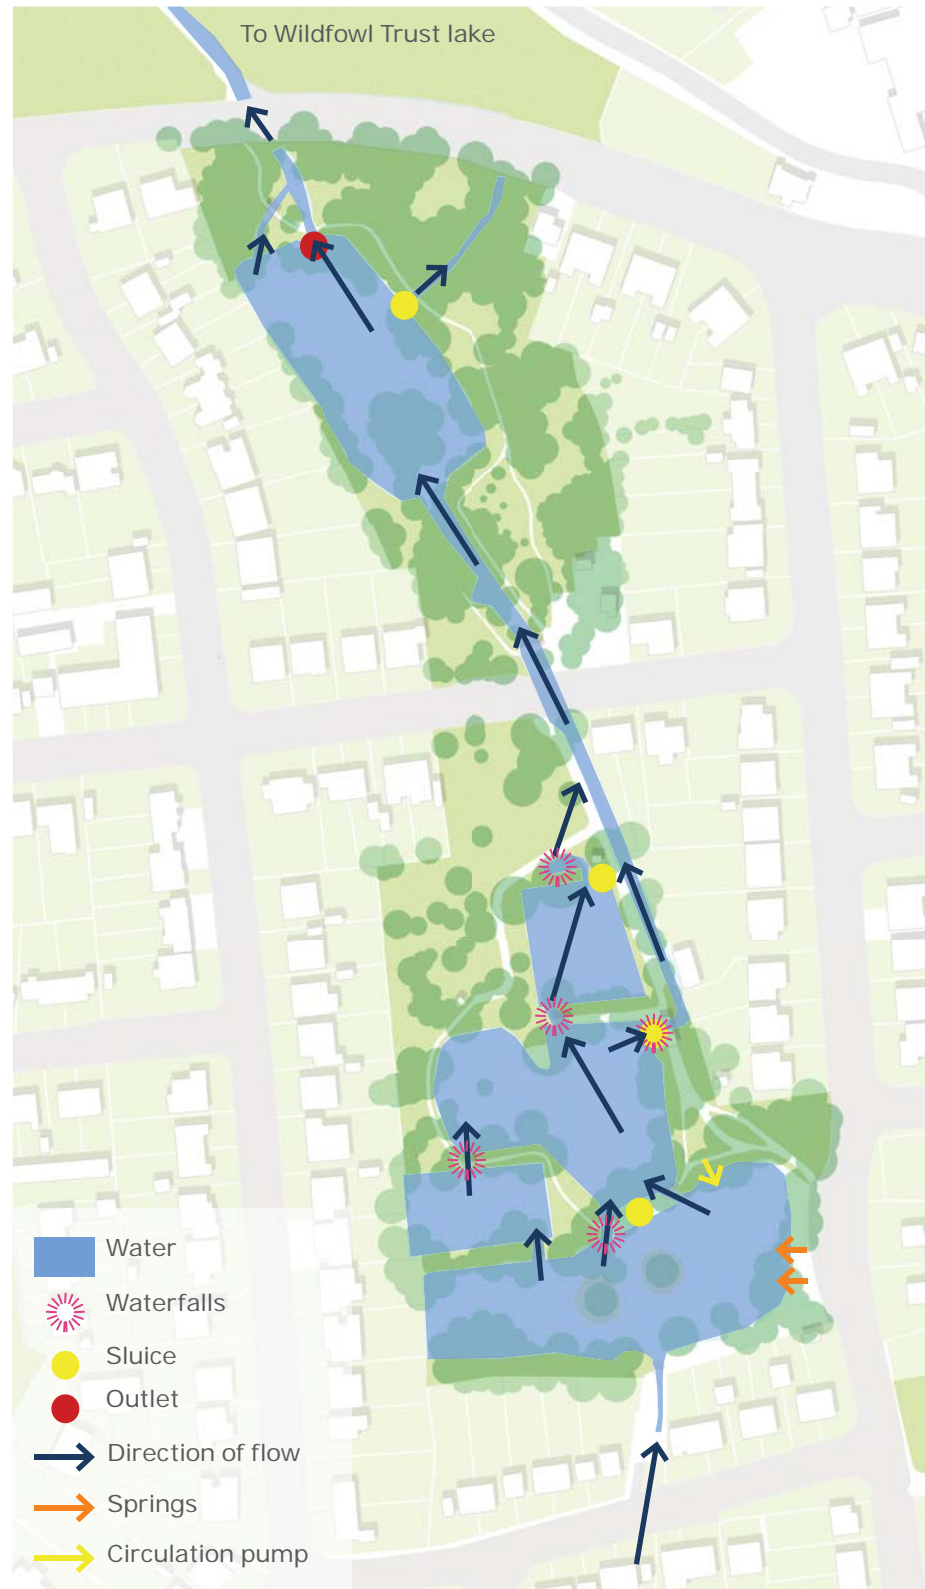 To Wildfowl Trust lake
Water
Waterfalls
Sluice
Outlet
Direction of flow
Springs
Circulation pump